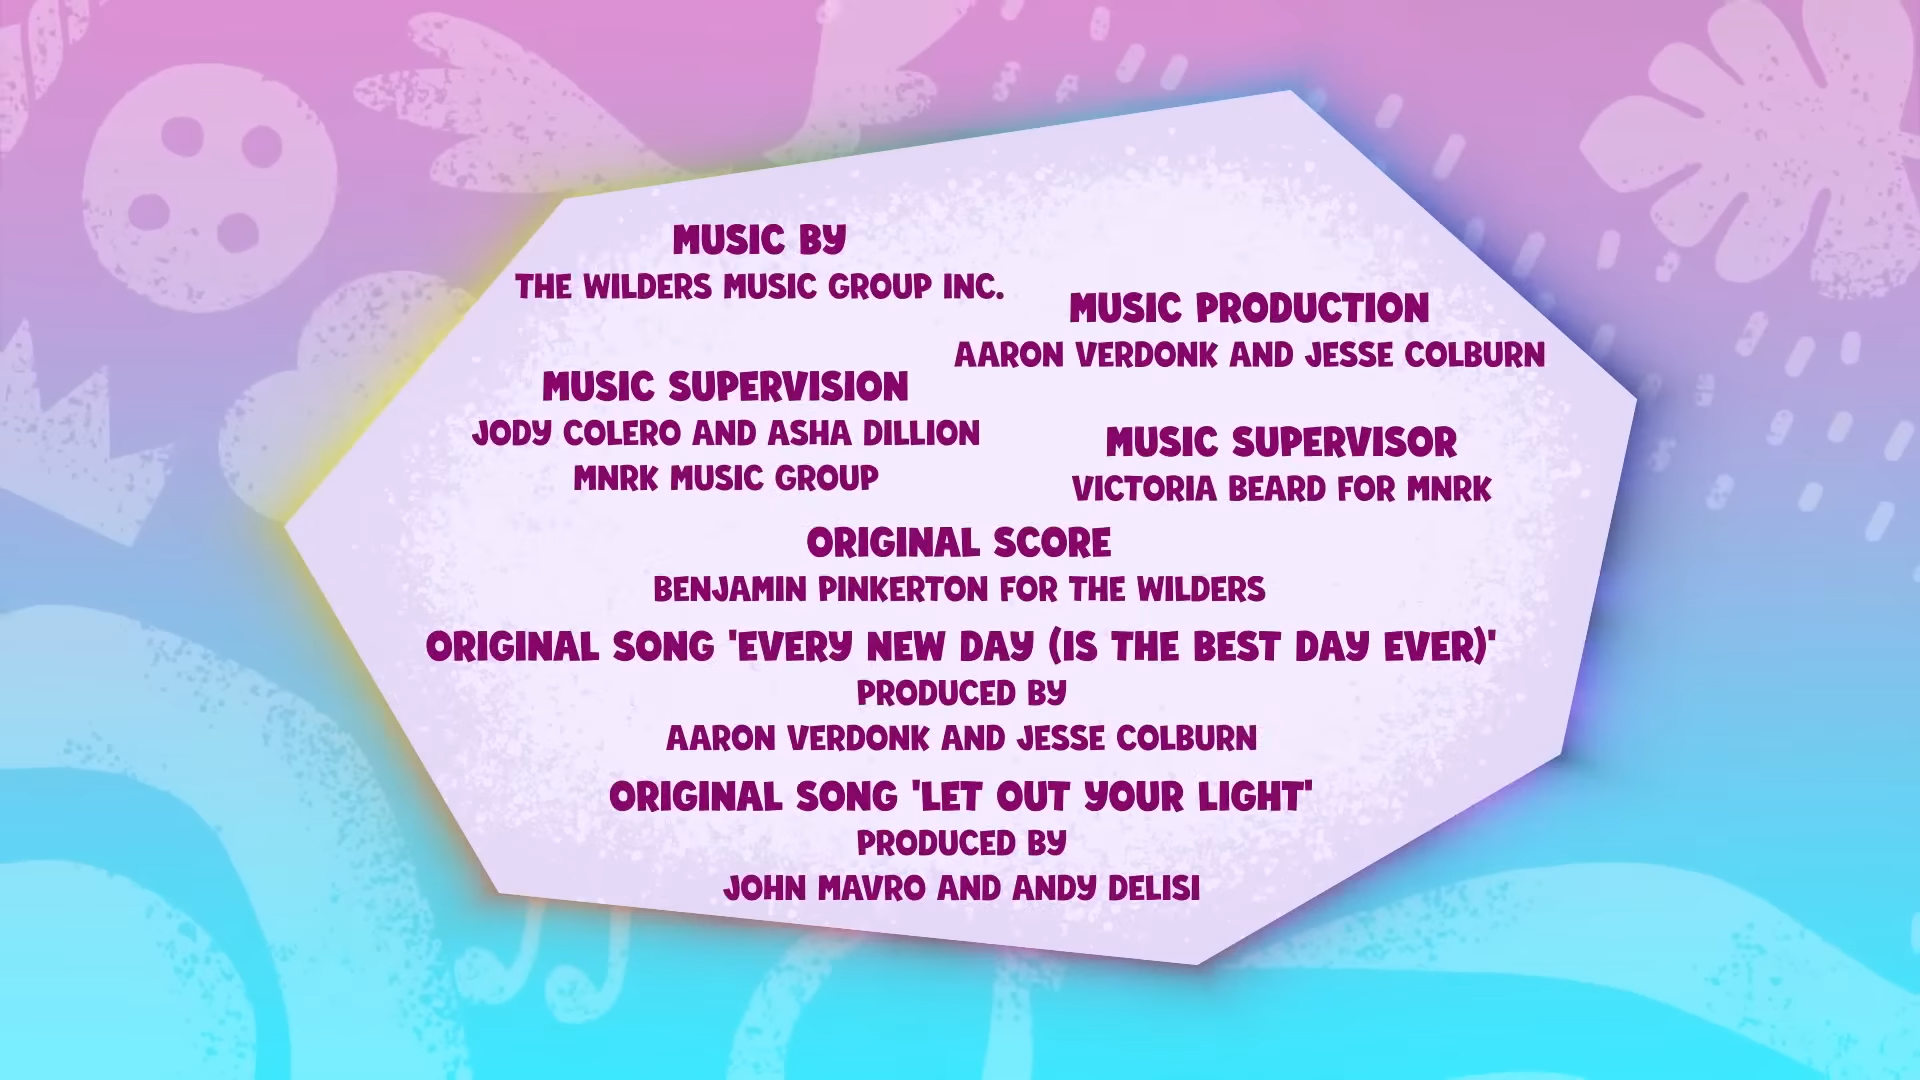 MUSIC BY
THE WILDERS MUSIC GROUP INC.
MUSIC PRODUCTION
AARON VERDONK AND JESSE COLBURN
MUSIC SUPERVISION
JODY COLERO AND ASHA DILLION
MNRK MUSIC GROUP
MUSIC SUPERVISOR
VICTORIA BEARD FOR MNRK
ORIGINAL SCORE
BENJAMIN PINKERTON FOR THE WILDERS
ORIGINAL SONG 'EVERY NEW DAY (IS THE BEST DAY EVER)'
PRODUCED BY
AARON VERDONK AND JESSE COLBURN
ORIGINAL SONG 'LET OUT YOUR LIGHT'
PRODUCED BY
JOHN MAVRO AND ANDY DELISI